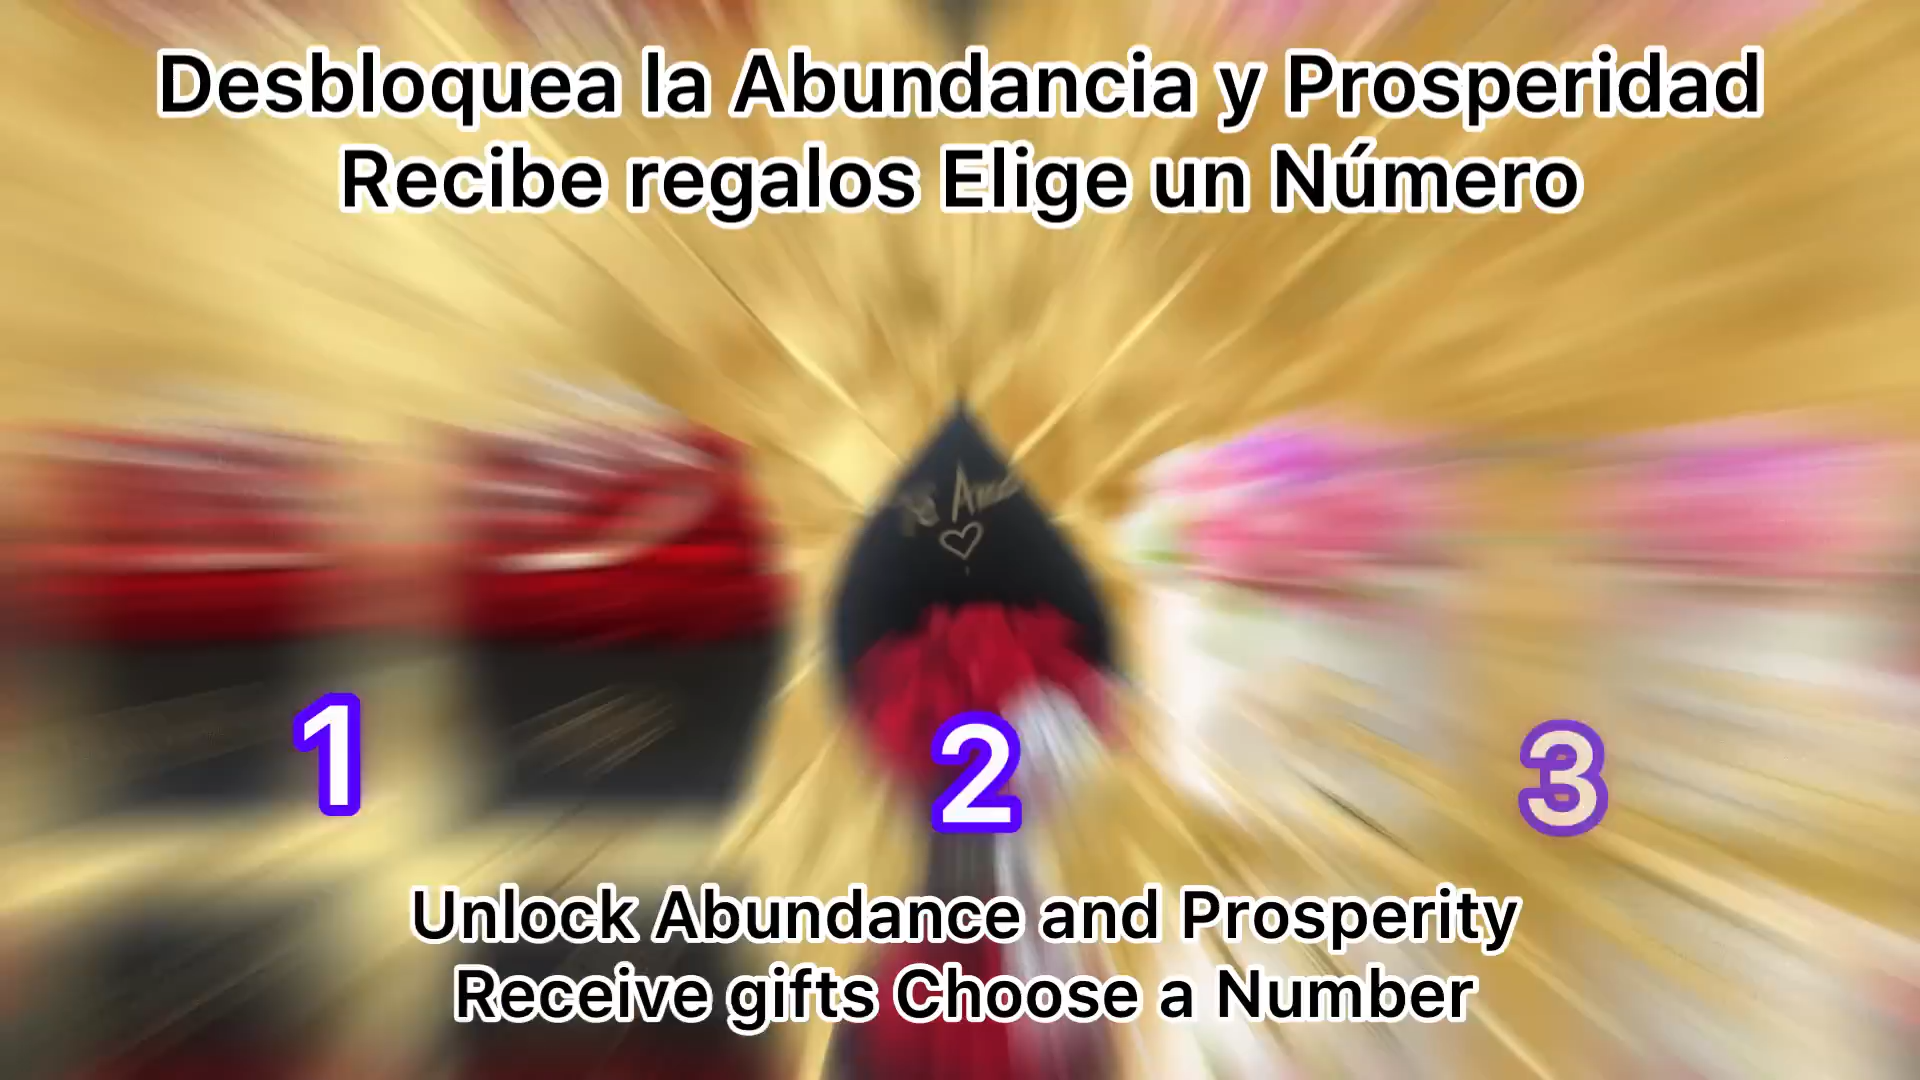 Desbloquea la Abundancia y Prosperidad
Recibe regalos Elige un Número
Amo
1
2
3
Unlock Abundance and Prosperity
Receive gifts Choose a Number